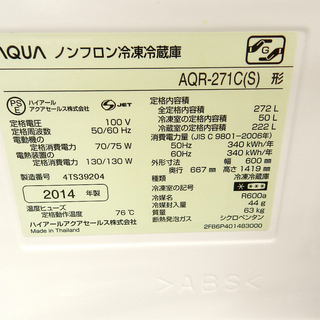 AQUA ノンフロン冷凍冷蔵庫
AQR-271C(S) 形
PS E
ハイアール
アクアセールス株式会社
JET
定格電圧 100 V
定格周波数 50/60 Hz
電動機の
定格消費電力 70/75 W
電熱装置の
定格消費電力 130/130 W
製造番号 4TS39204
2014 年製
温度ヒューズ
定格動作温度 76℃
ハイアールアクアセールス株式会社
Made in Thailand
定格内容積
全定格内容積 272 L
冷凍室の定格内容積 50 L
冷蔵室の定格内容積 222 L
消費電力量(JIS C 9801-2006年)
50Hz 340 kWh/年
60Hz 340 kWh/年
外形寸法 幅 600 mm
奥行 667 mm 高さ 1419 mm
種類 冷凍冷蔵庫
冷凍室の記号 * ***
冷媒 R600a
冷媒封入量 44 g
質量 63 kg
断熱発泡ガス シクロペンタン
2FB6P401483000
>ABS<